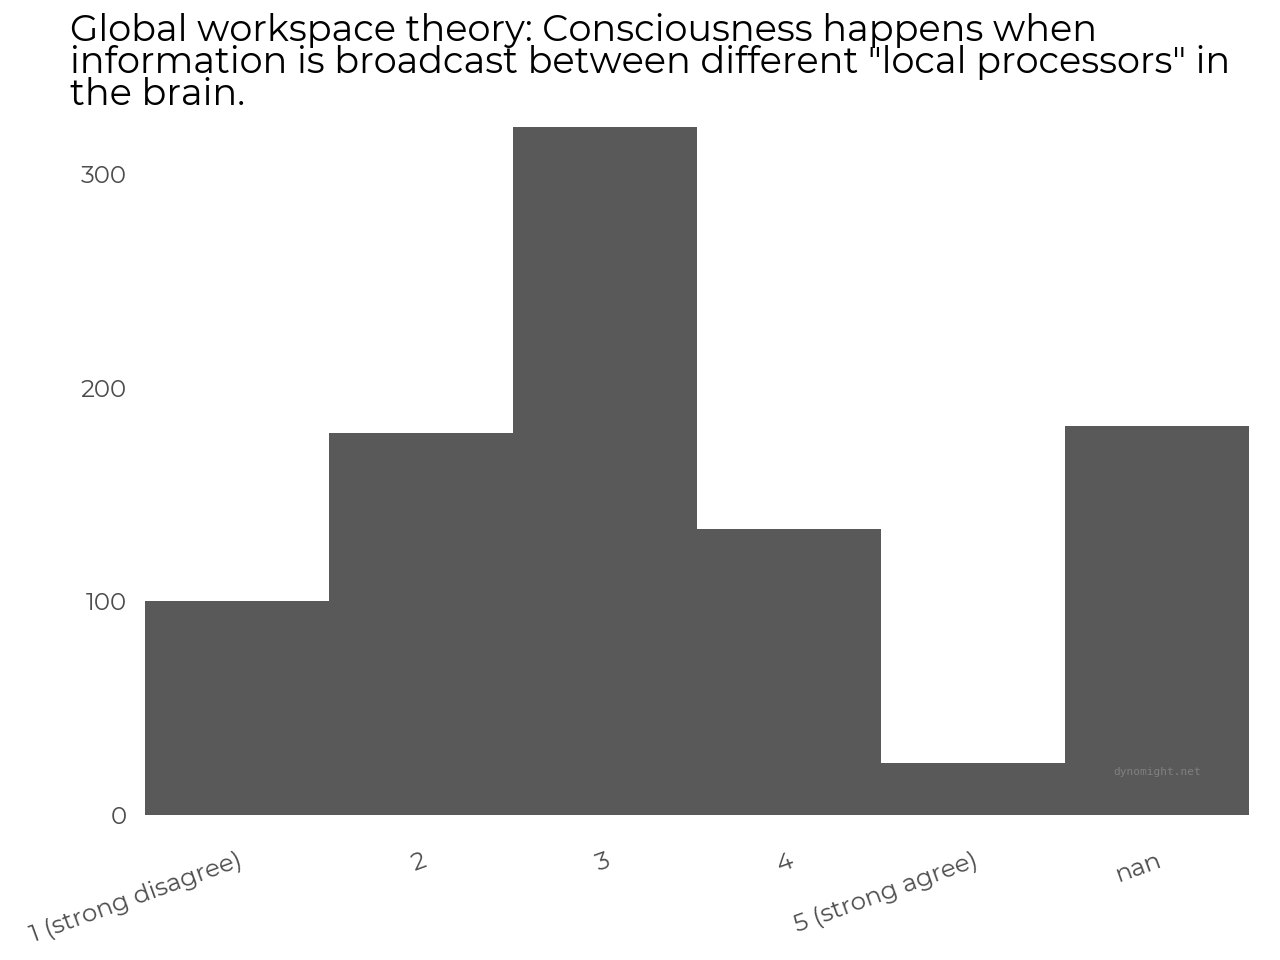 Global workspace theory: Consciousness happens when
information is broadcast between different "local processors" in
the brain.
300
200
100
0
1 (strong disagree)
2
3
4
5 (strong agree)
nan
dynomight.net